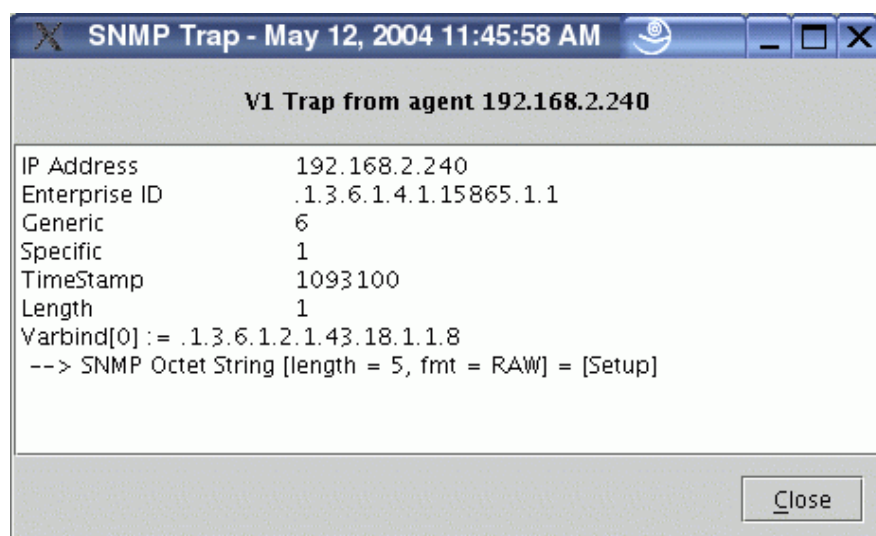 SNMP Trap - May 12, 2004 11:45:58 AM
V1 Trap from agent 192.168.2.240
IP Address 192.168.2.240
Enterprise ID .1.3.6.1.4.1.15865.1.1
Generic 6
Specific 1
TimeStamp 1093100
Length 1
Varbind[0] := .1.3.6.1.2.1.43.18.1.1.8
--> SNMP Octet String [length = 5, fmt = RAW] = [Setup]
Close